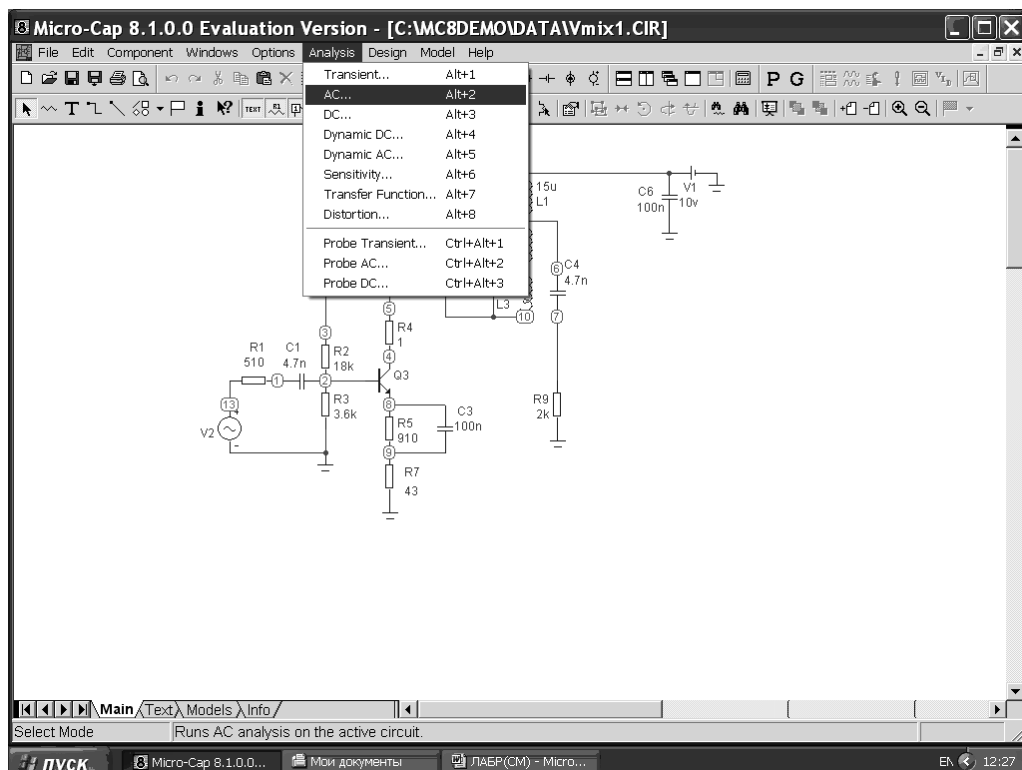 Micro-Cap 8.1.0.0 Evaluation Version - [C:\MC8DEMO\DATA\Vmix1.CIR]
File Edit Component Windows Options Analysis Design Model Help
Transient... Alt+1
AC... Alt+2
DC... Alt+3
Dynamic DC... Alt+4
Dynamic AC... Alt+5
Sensitivity... Alt+6
Transfer Function... Alt+7
Distortion... Alt+8
Probe Transient... Ctrl+Alt+1
Probe AC... Ctrl+Alt+2
Probe DC... Ctrl+Alt+3
P G
T TEXT
15u
L1
C6
100n
V1
10v
6 C4
4.7n
L3
10 7
5
R4
1
3
4
R1
510
C1
4.7n
R2
18k
1 2
Q3
13
R3
3.6k
8
C3
100n
R5
910
V2
9
R7
43
R9
2k
Main Text Models Info
Select Mode Runs AC analysis on the active circuit.
пуск Micro-Cap 8.1.0.0... Мои документы ЛАБР(СМ) - Micro... EN 12:27